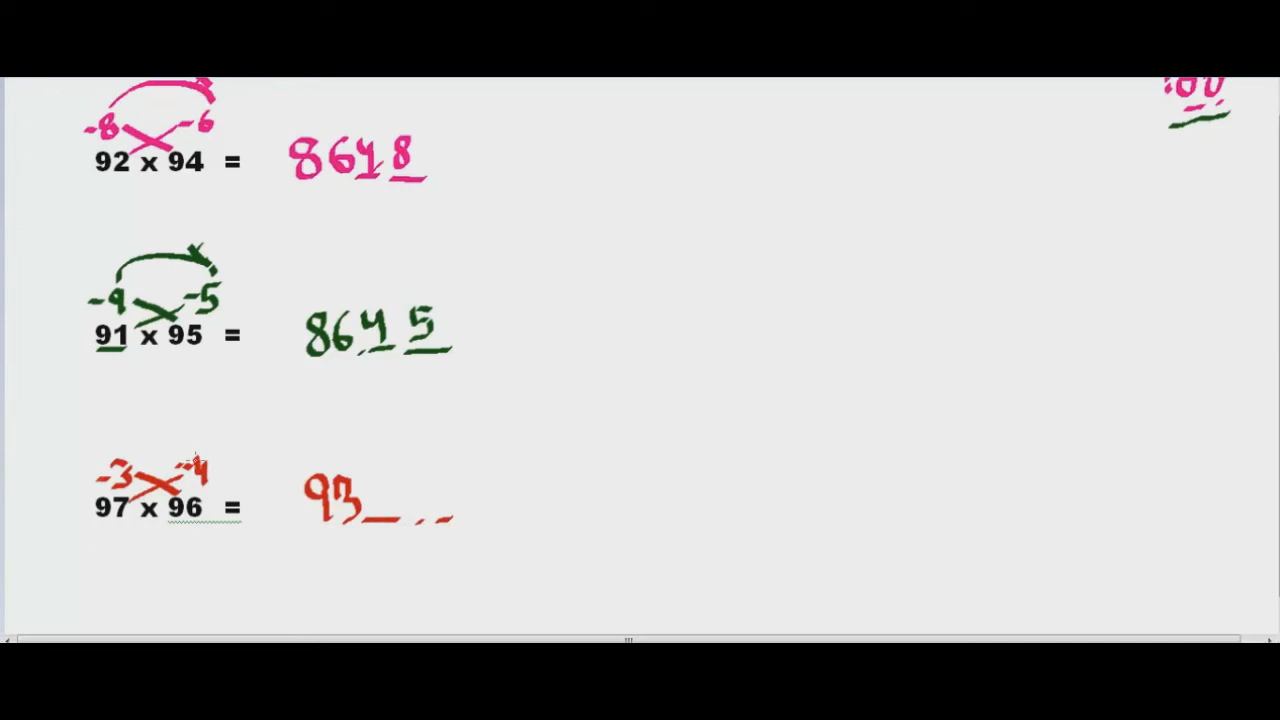 -8 -6
92 x 94 = 8648
-9 -5
91 x 95 = 8645
-3 -4
97 x 96 = 93_ _